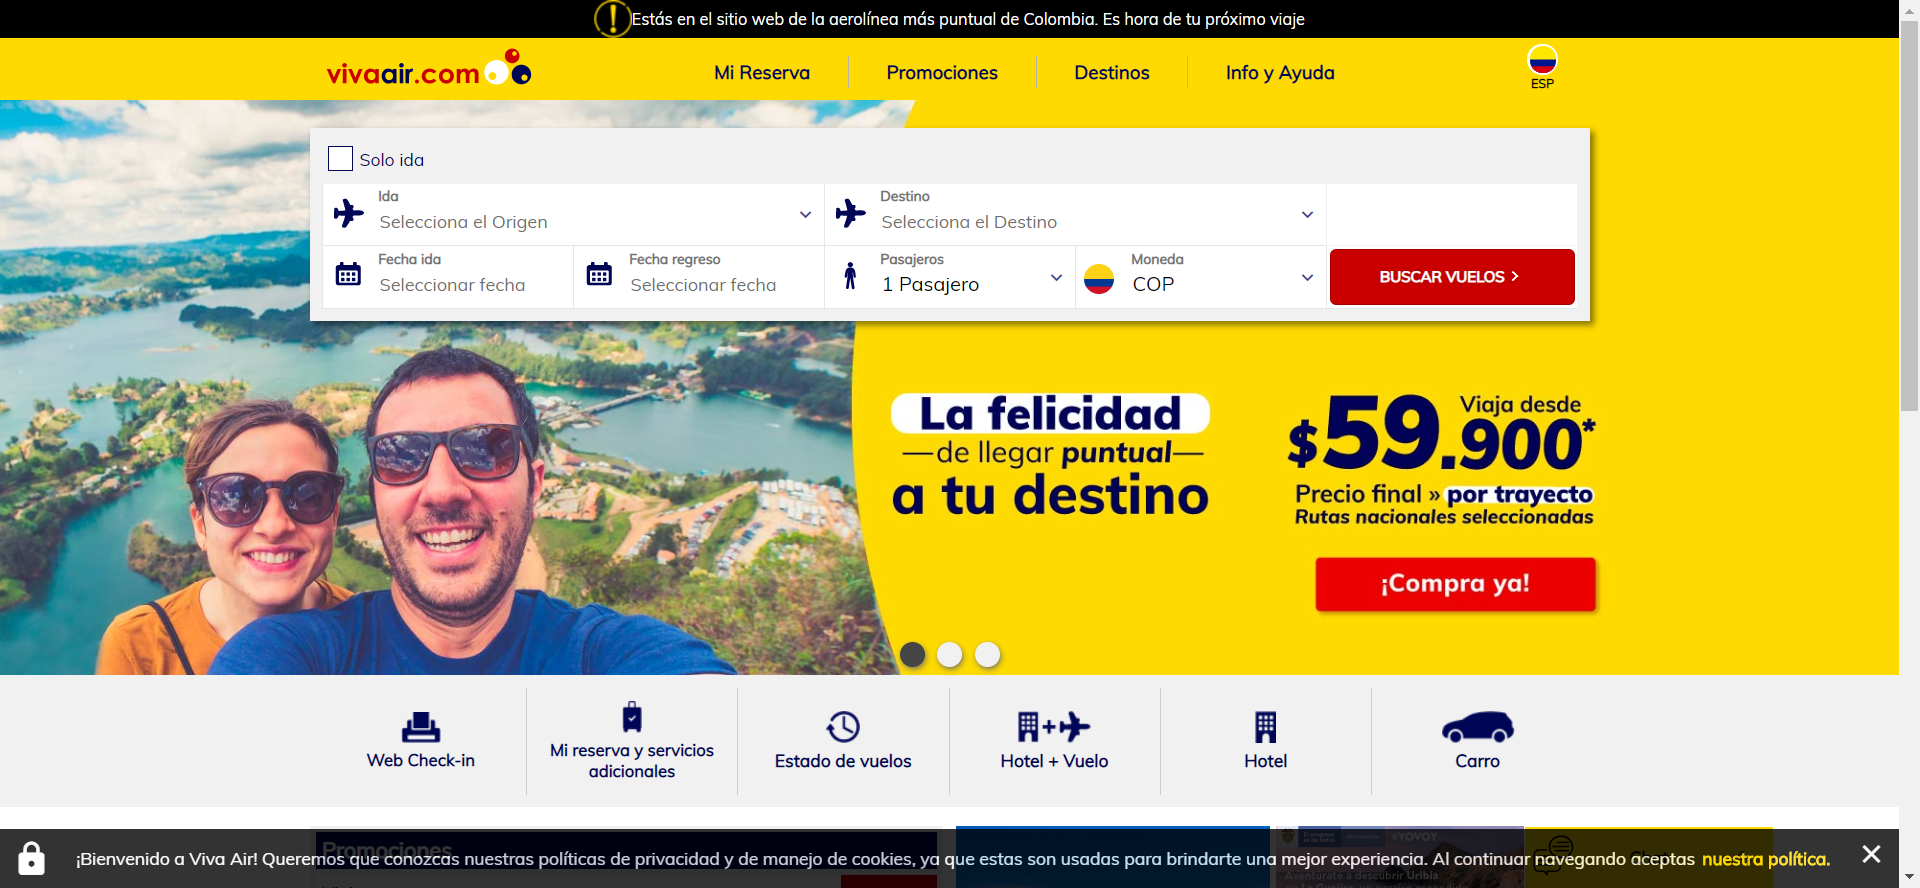 Estás en el sitio web de la aerolínea más puntual de Colombia. Es hora de tu próximo viaje
vivaair.com
Mi Reserva
Promociones
Destinos
Info y Ayuda
ESP
Solo ida
Ida
Selecciona el Origen
Destino
Selecciona el Destino
Fecha ida
Seleccionar fecha
Fecha regreso
Seleccionar fecha
Pasajeros
1 Pasajero
Moneda
COP
BUSCAR VUELOS
La felicidad
de llegar puntual
a tu destino
Viaja desde
$59.900*
Precio final » por trayecto
Rutas nacionales seleccionadas
¡Compra ya!
Web Check-in
Mi reserva y servicios
adicionales
Estado de vuelos
Hotel + Vuelo
Hotel
Carro
Promociones
#YOVOY
¡Bienvenido a Viva Air! Queremos que conozcas nuestras políticas de privacidad y de manejo de cookies, ya que estas son usadas para brindarte una mejor experiencia. Al continuar navegando aceptas nuestra política.
Aventúrate a descubrir Uribia